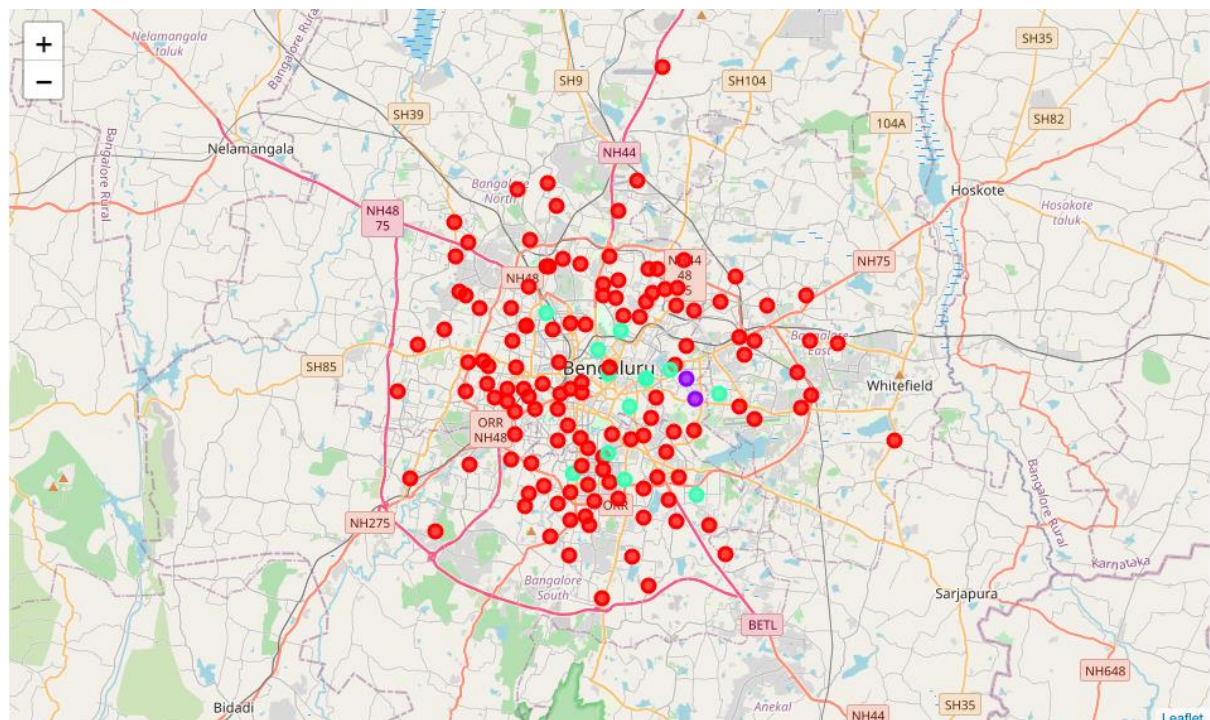 +
−
Nelamangala
taluk
Bangalore Rural
SH35
SH9
SH104
SH39
104A
SH82
Nelamangala
NH44
Bangalore Rural
Bangalore
North
Hoskote
Hosakote
taluk
NH48
75
NH48
48
NH75
Bangalore
East
SH85
Bengaluru
Whitefield
ORR
NH48
ORR
NH275
Bangalore Rural
Karnataka
Bangalore
South
Sarjapura
BETL
NH648
Bidadi
Anekal
SH35
NH44
Leaflet